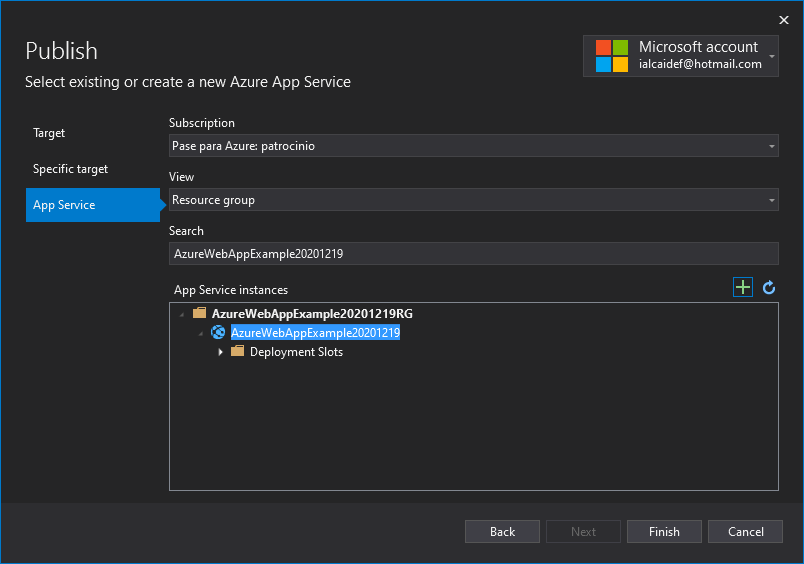 Publish
Select existing or create a new Azure App Service
Microsoft account
ialcaidef@hotmail.com
Target
Specific target
App Service
Subscription
Pase para Azure: patrocinio
View
Resource group
Search
AzureWebAppExample20201219
App Service instances
AzureWebAppExample20201219RG
AzureWebAppExample20201219
Deployment Slots
Back
Next
Finish
Cancel